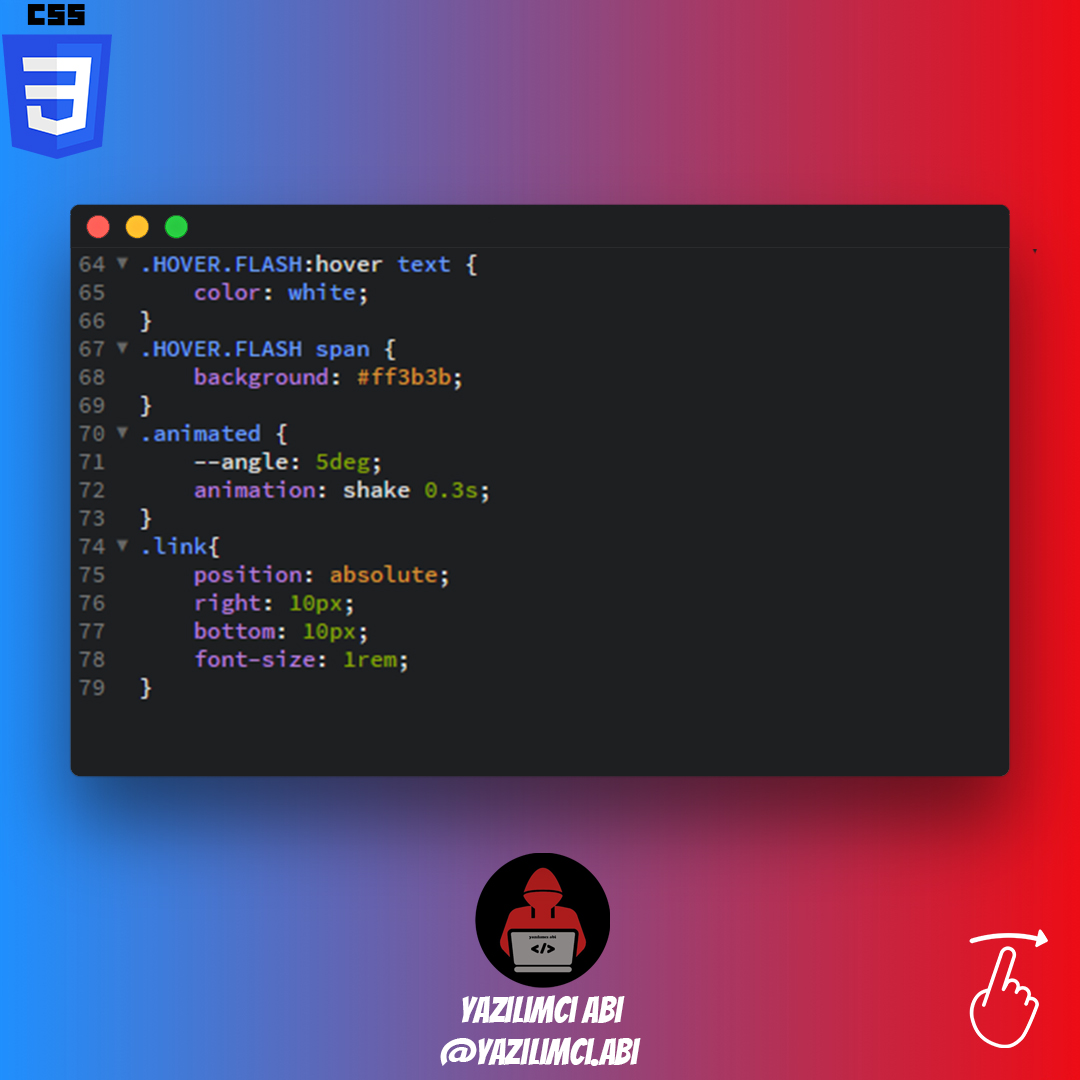 CSS
64 ▼ .HOVER.FLASH:hover text {
65 color: white;
66 }
67 ▼ .HOVER.FLASH span {
68 background: #ff3b3b;
69 }
70 ▼ .animated {
71 --angle: 5deg;
72 animation: shake 0.3s;
73 }
74 ▼ .link{
75 position: absolute;
76 right: 10px;
77 bottom: 10px;
78 font-size: 1rem;
79 }
yazılımcı.abi
</>
YAZILIMCI ABI
@YAZILIMCI.ABI